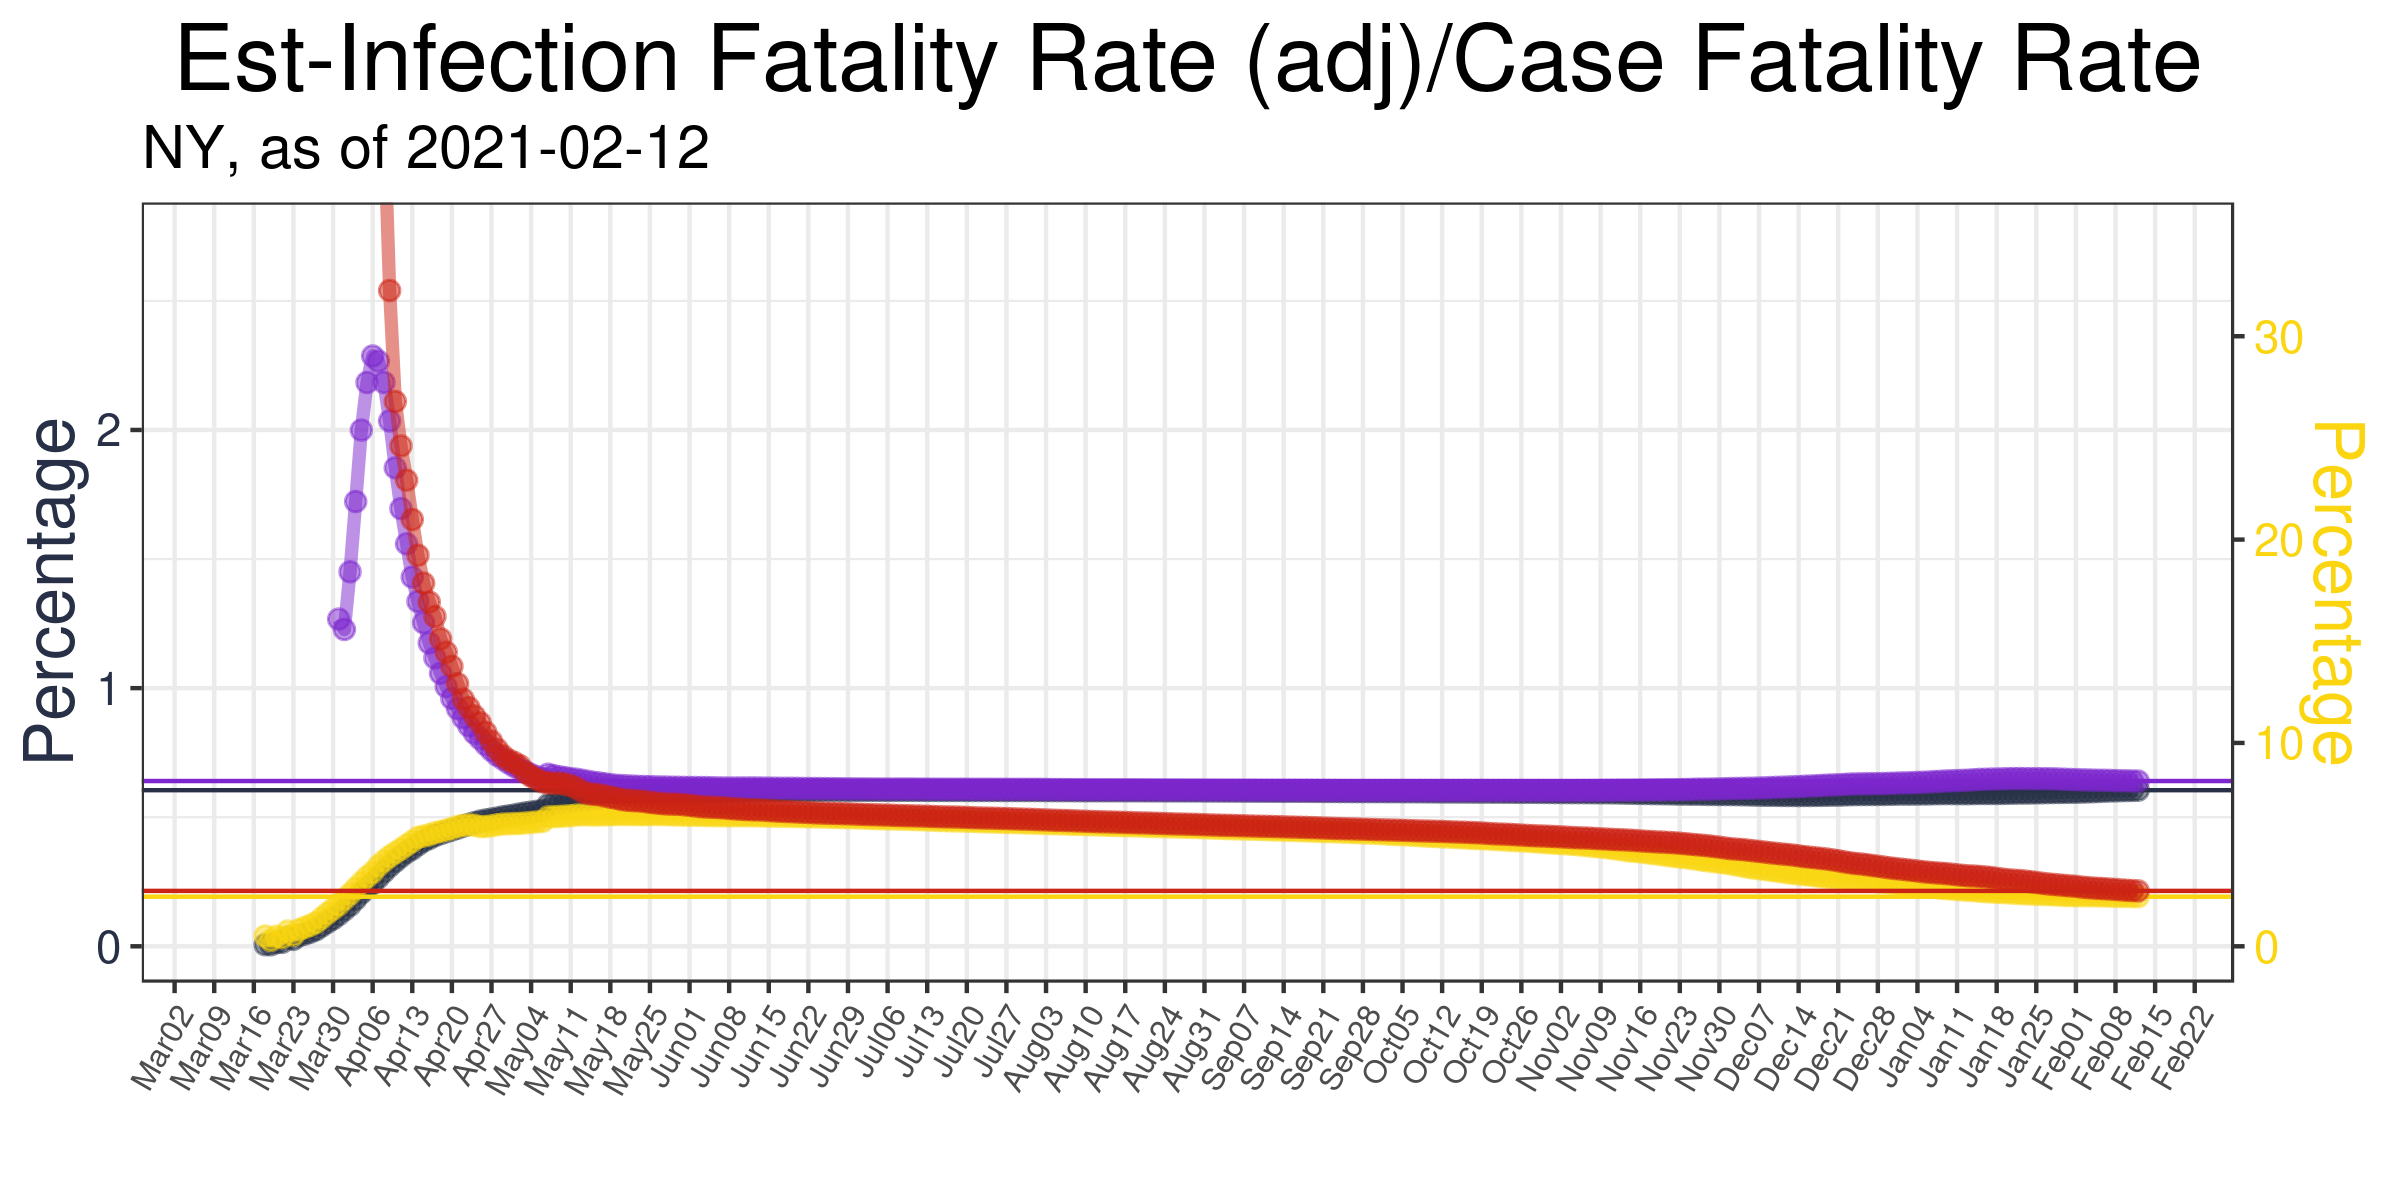 Est-Infection Fatality Rate (adj)/Case Fatality Rate
NY, as of 2021-02-12
Percentage
2
1
0
30
20
10
0
Percentage
Mar02
Mar09
Mar16
Mar23
Mar30
Apr06
Apr13
Apr20
Apr27
May04
May11
May18
May25
Jun01
Jun08
Jun15
Jun22
Jun29
Jul06
Jul13
Jul20
Jul27
Aug03
Aug10
Aug17
Aug24
Aug31
Sep07
Sep14
Sep21
Sep28
Oct05
Oct12
Oct19
Oct26
Nov02
Nov09
Nov16
Nov23
Nov30
Dec07
Dec14
Dec21
Dec28
Jan04
Jan11
Jan18
Jan25
Feb01
Feb08
Feb15
Feb22